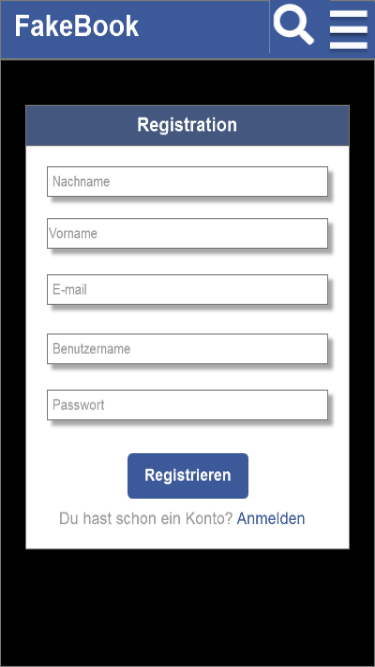 FakeBook
Registration
Nachname
Vorname
E-mail
Benutzername
Passwort
Registrieren
Du hast schon ein Konto? Anmelden